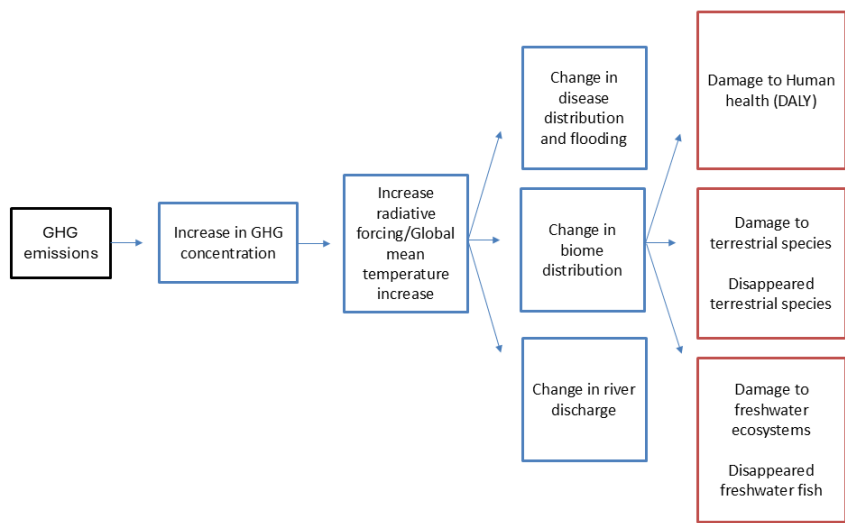 GHG
emissions
Increase in GHG
concentration
Increase
radiative
forcing/Global
mean
temperature
increase
Change in
disease
distribution
and flooding
Change in
biome
distribution
Change in river
discharge
Damage to Human
health (DALY)
Damage to
terrestrial species
Disappeared
terrestrial species
Damage to
freshwater
ecosystems
Disappeared
freshwater fish